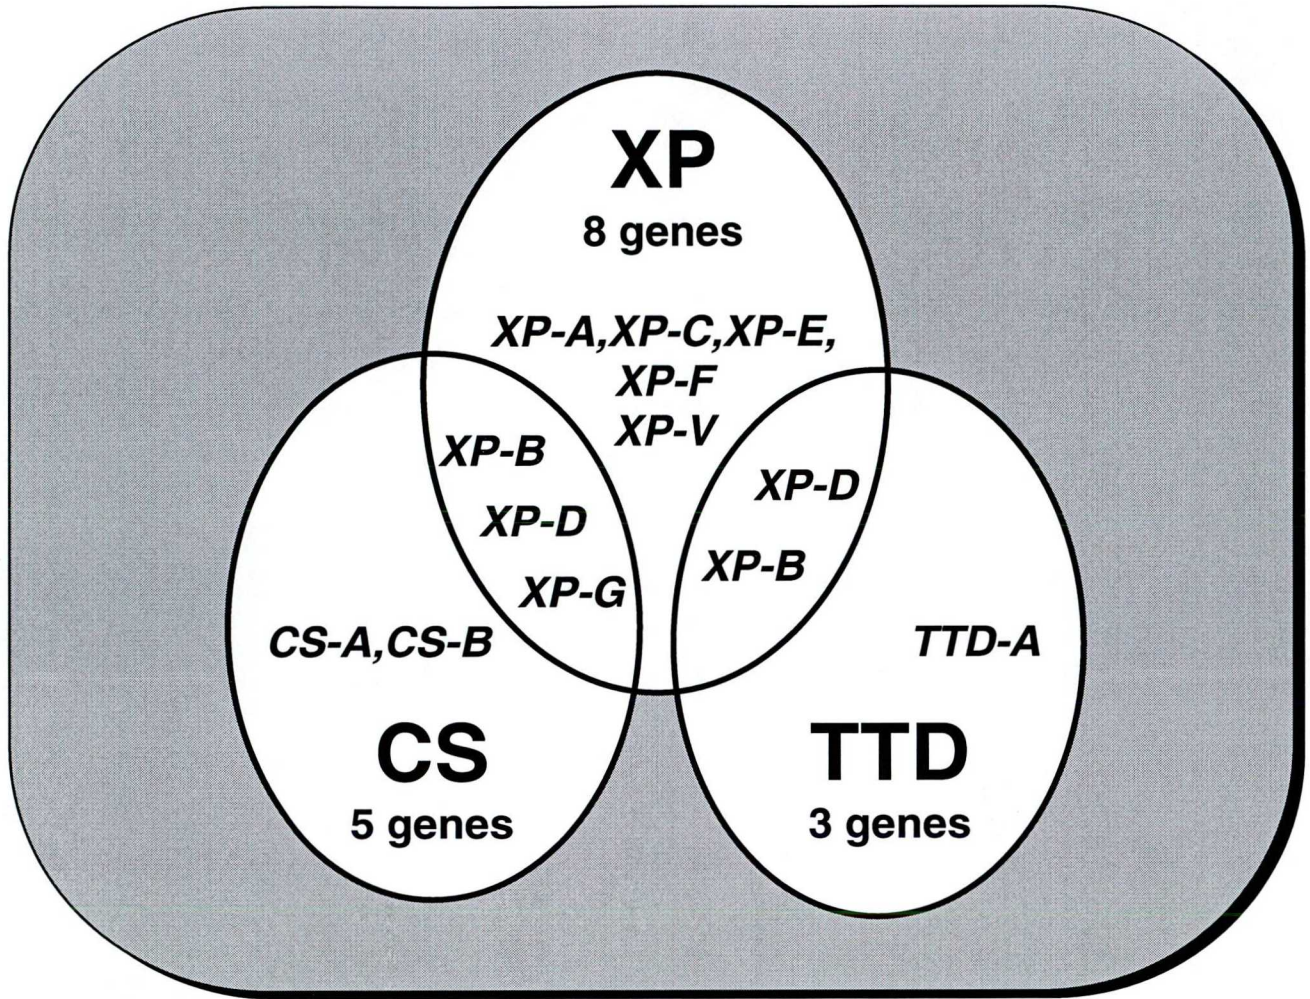 XP
8 genes
XP-A,XP-C,XP-E,
XP-F
XP-V
XP-B
XP-D
XP-G
XP-D
XP-B
CS-A,CS-B
TTD-A
CS
5 genes
TTD
3 genes